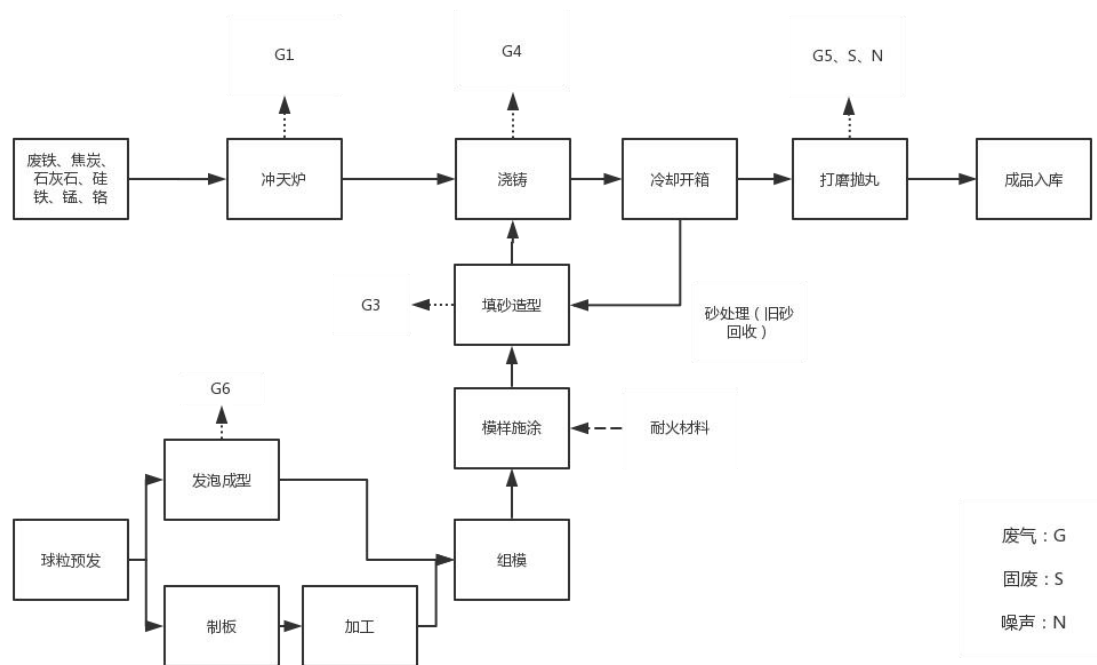 G1
G4
G5、S、N
废铁、焦炭、
石灰石、硅
铁、锰、铬
冲天炉
浇铸
冷却开箱
打磨抛丸
成品入库
G3
填砂造型
砂处理（旧砂
回收）
G6
模样施涂
耐火材料
发泡成型
球粒预发
组模
制板
加工
废气：G
固废：S
噪声：N